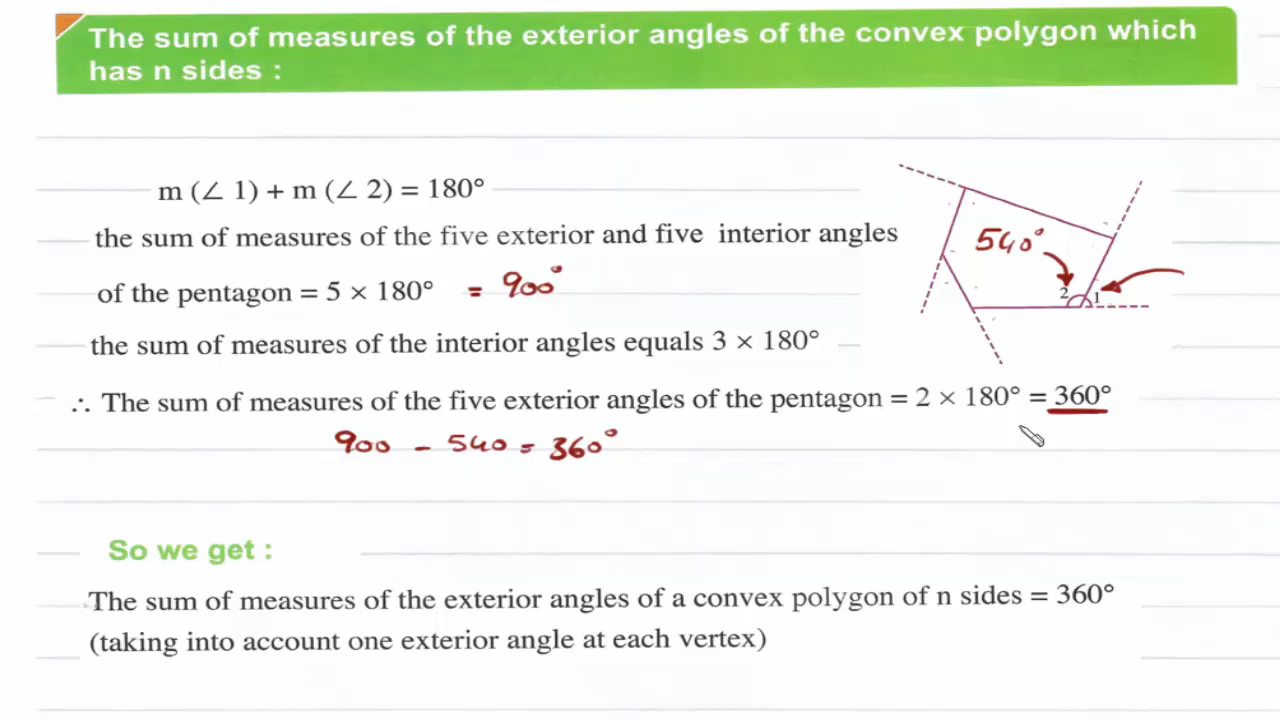 The sum of measures of the exterior angles of the convex polygon which
has n sides :
m (∠ 1) + m (∠ 2) = 180°
the sum of measures of the five exterior and five interior angles
of the pentagon = 5 × 180° = 900°
the sum of measures of the interior angles equals 3 × 180°
∴ The sum of measures of the five exterior angles of the pentagon = 2 × 180° = 360°
900 - 540 = 360°
540°
2 1
So we get :
The sum of measures of the exterior angles of a convex polygon of n sides = 360°
(taking into account one exterior angle at each vertex)